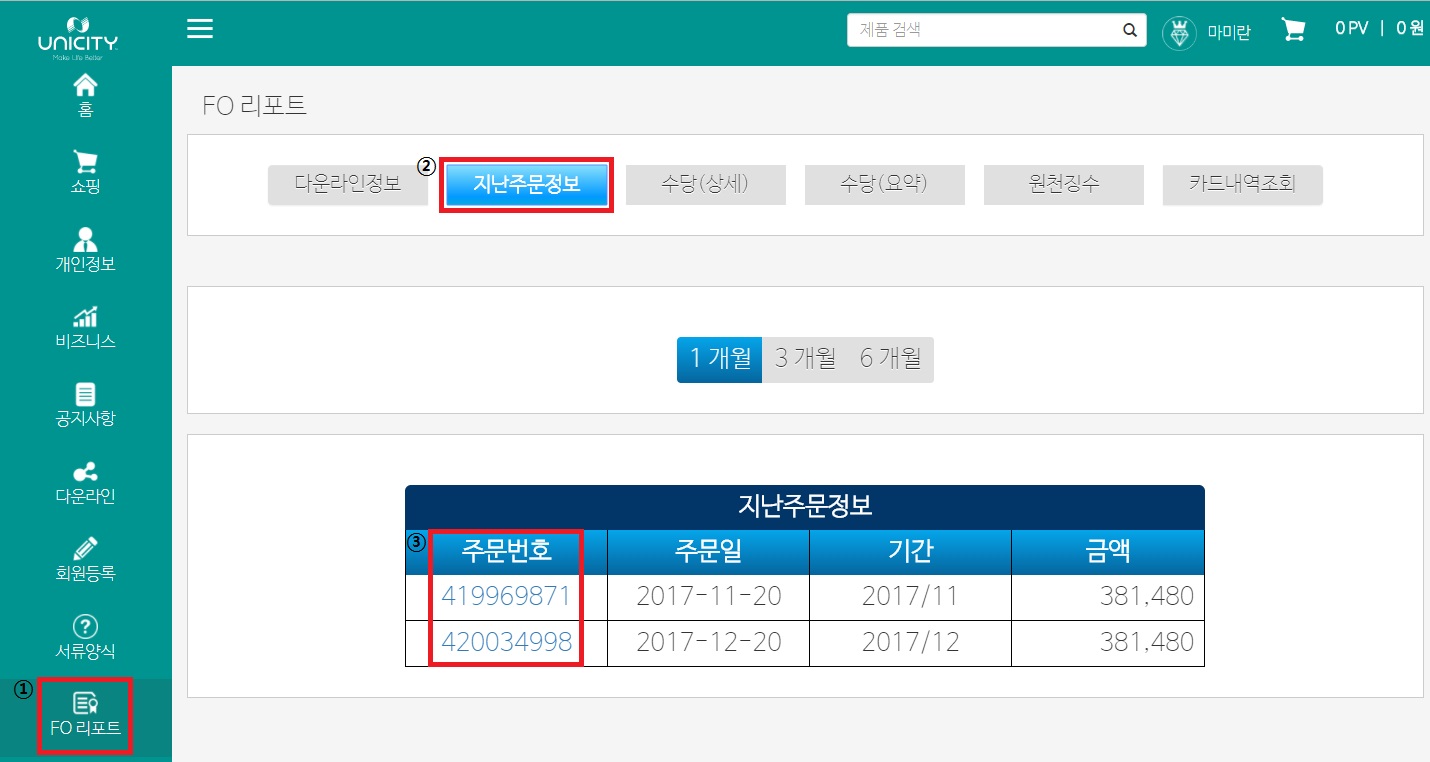 UNICITY
Make Life Better
제품 검색
마미란
0 PV | 0 원
홈
쇼핑
개인정보
비즈니스
공지사항
다운라인
회원등록
서류양식
① FO 리포트
FO 리포트
다운라인정보 ② 지난주문정보 수당(상세) 수당(요약) 원천징수 카드내역조회
1 개월 3 개월 6 개월
지난주문정보
③ 주문번호 주문일 기간 금액
419969871 2017-11-20 2017/11 381,480
420034998 2017-12-20 2017/12 381,480